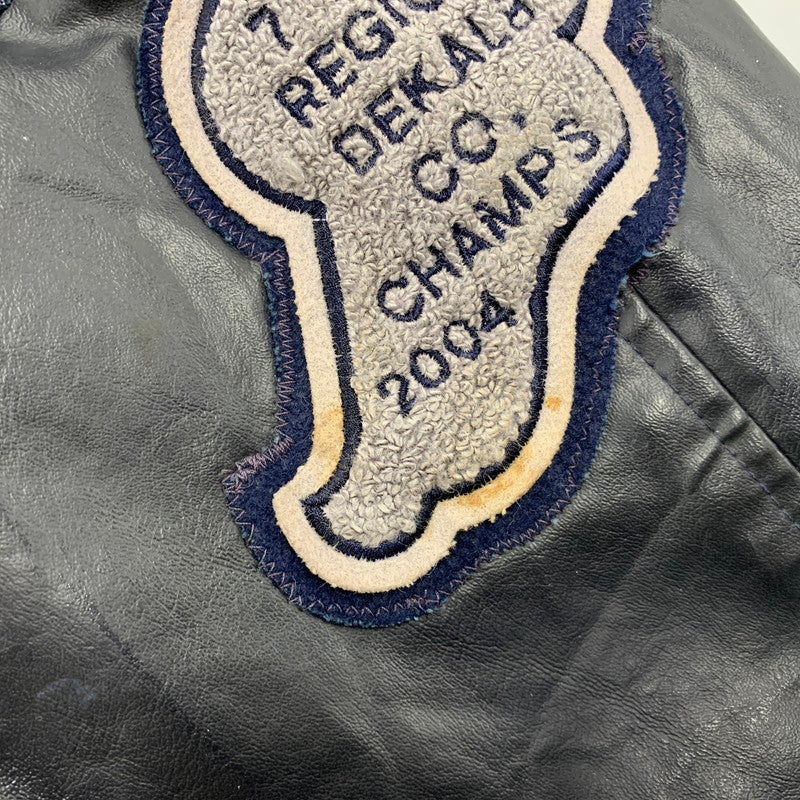 7
DEKALB
CO.
CHAMPS
2004